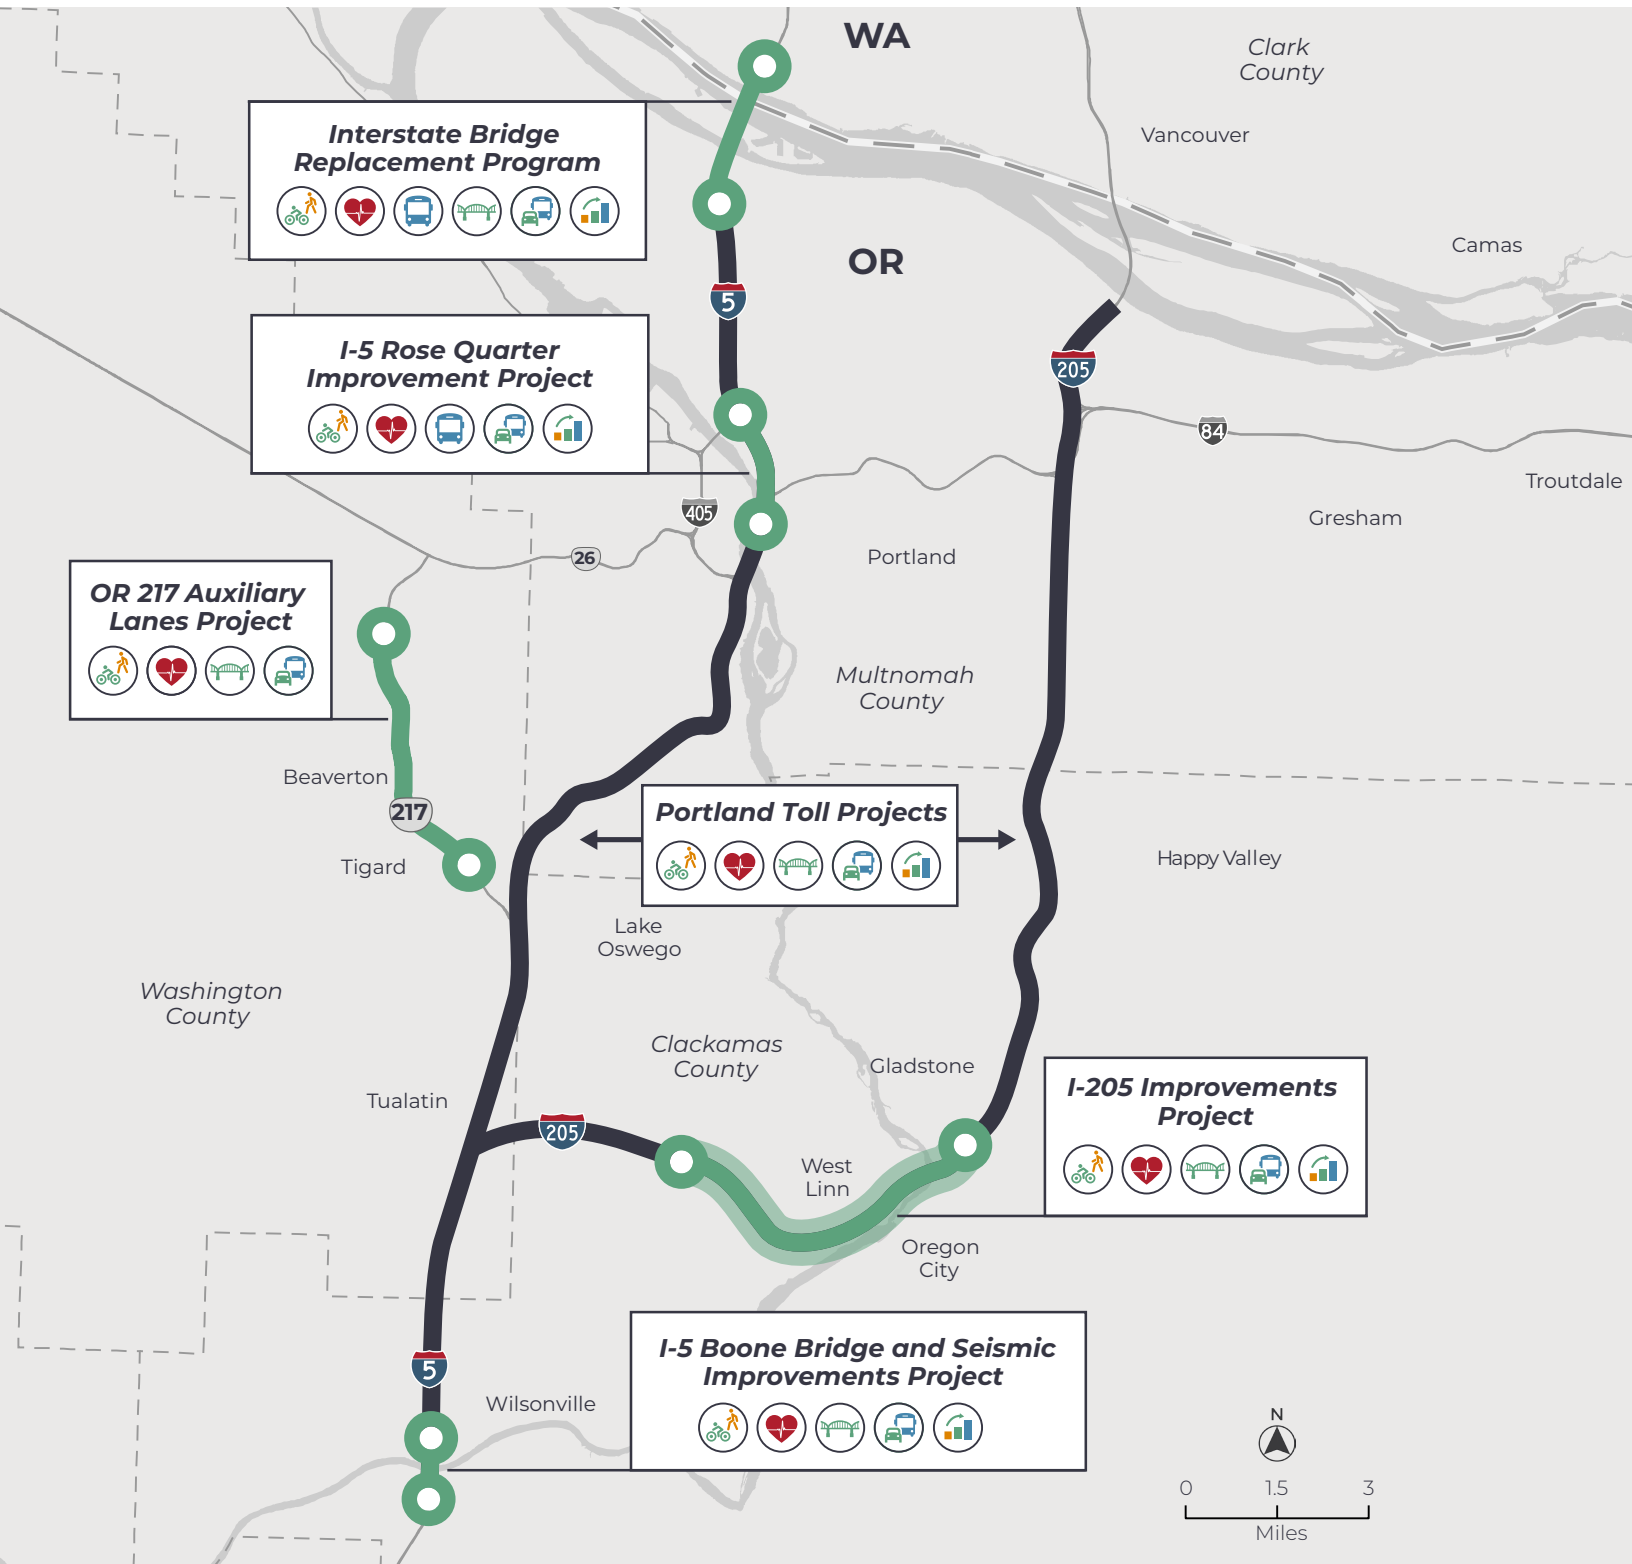 WA
Clark
County
Vancouver
Interstate Bridge
Replacement Program
Camas
OR
5
I-5 Rose Quarter
Improvement Project
205
84
Troutdale
Gresham
405
26
Portland
OR 217 Auxiliary
Lanes Project
Multnomah
County
Beaverton
217
Portland Toll Projects
Tigard
Happy Valley
Lake
Oswego
Washington
County
Clackamas
County
Gladstone
Tualatin
205
I-205 Improvements
Project
West
Linn
Oregon
City
I-5 Boone Bridge and Seismic
Improvements Project
5
Wilsonville
N
0 1.5 3
Miles